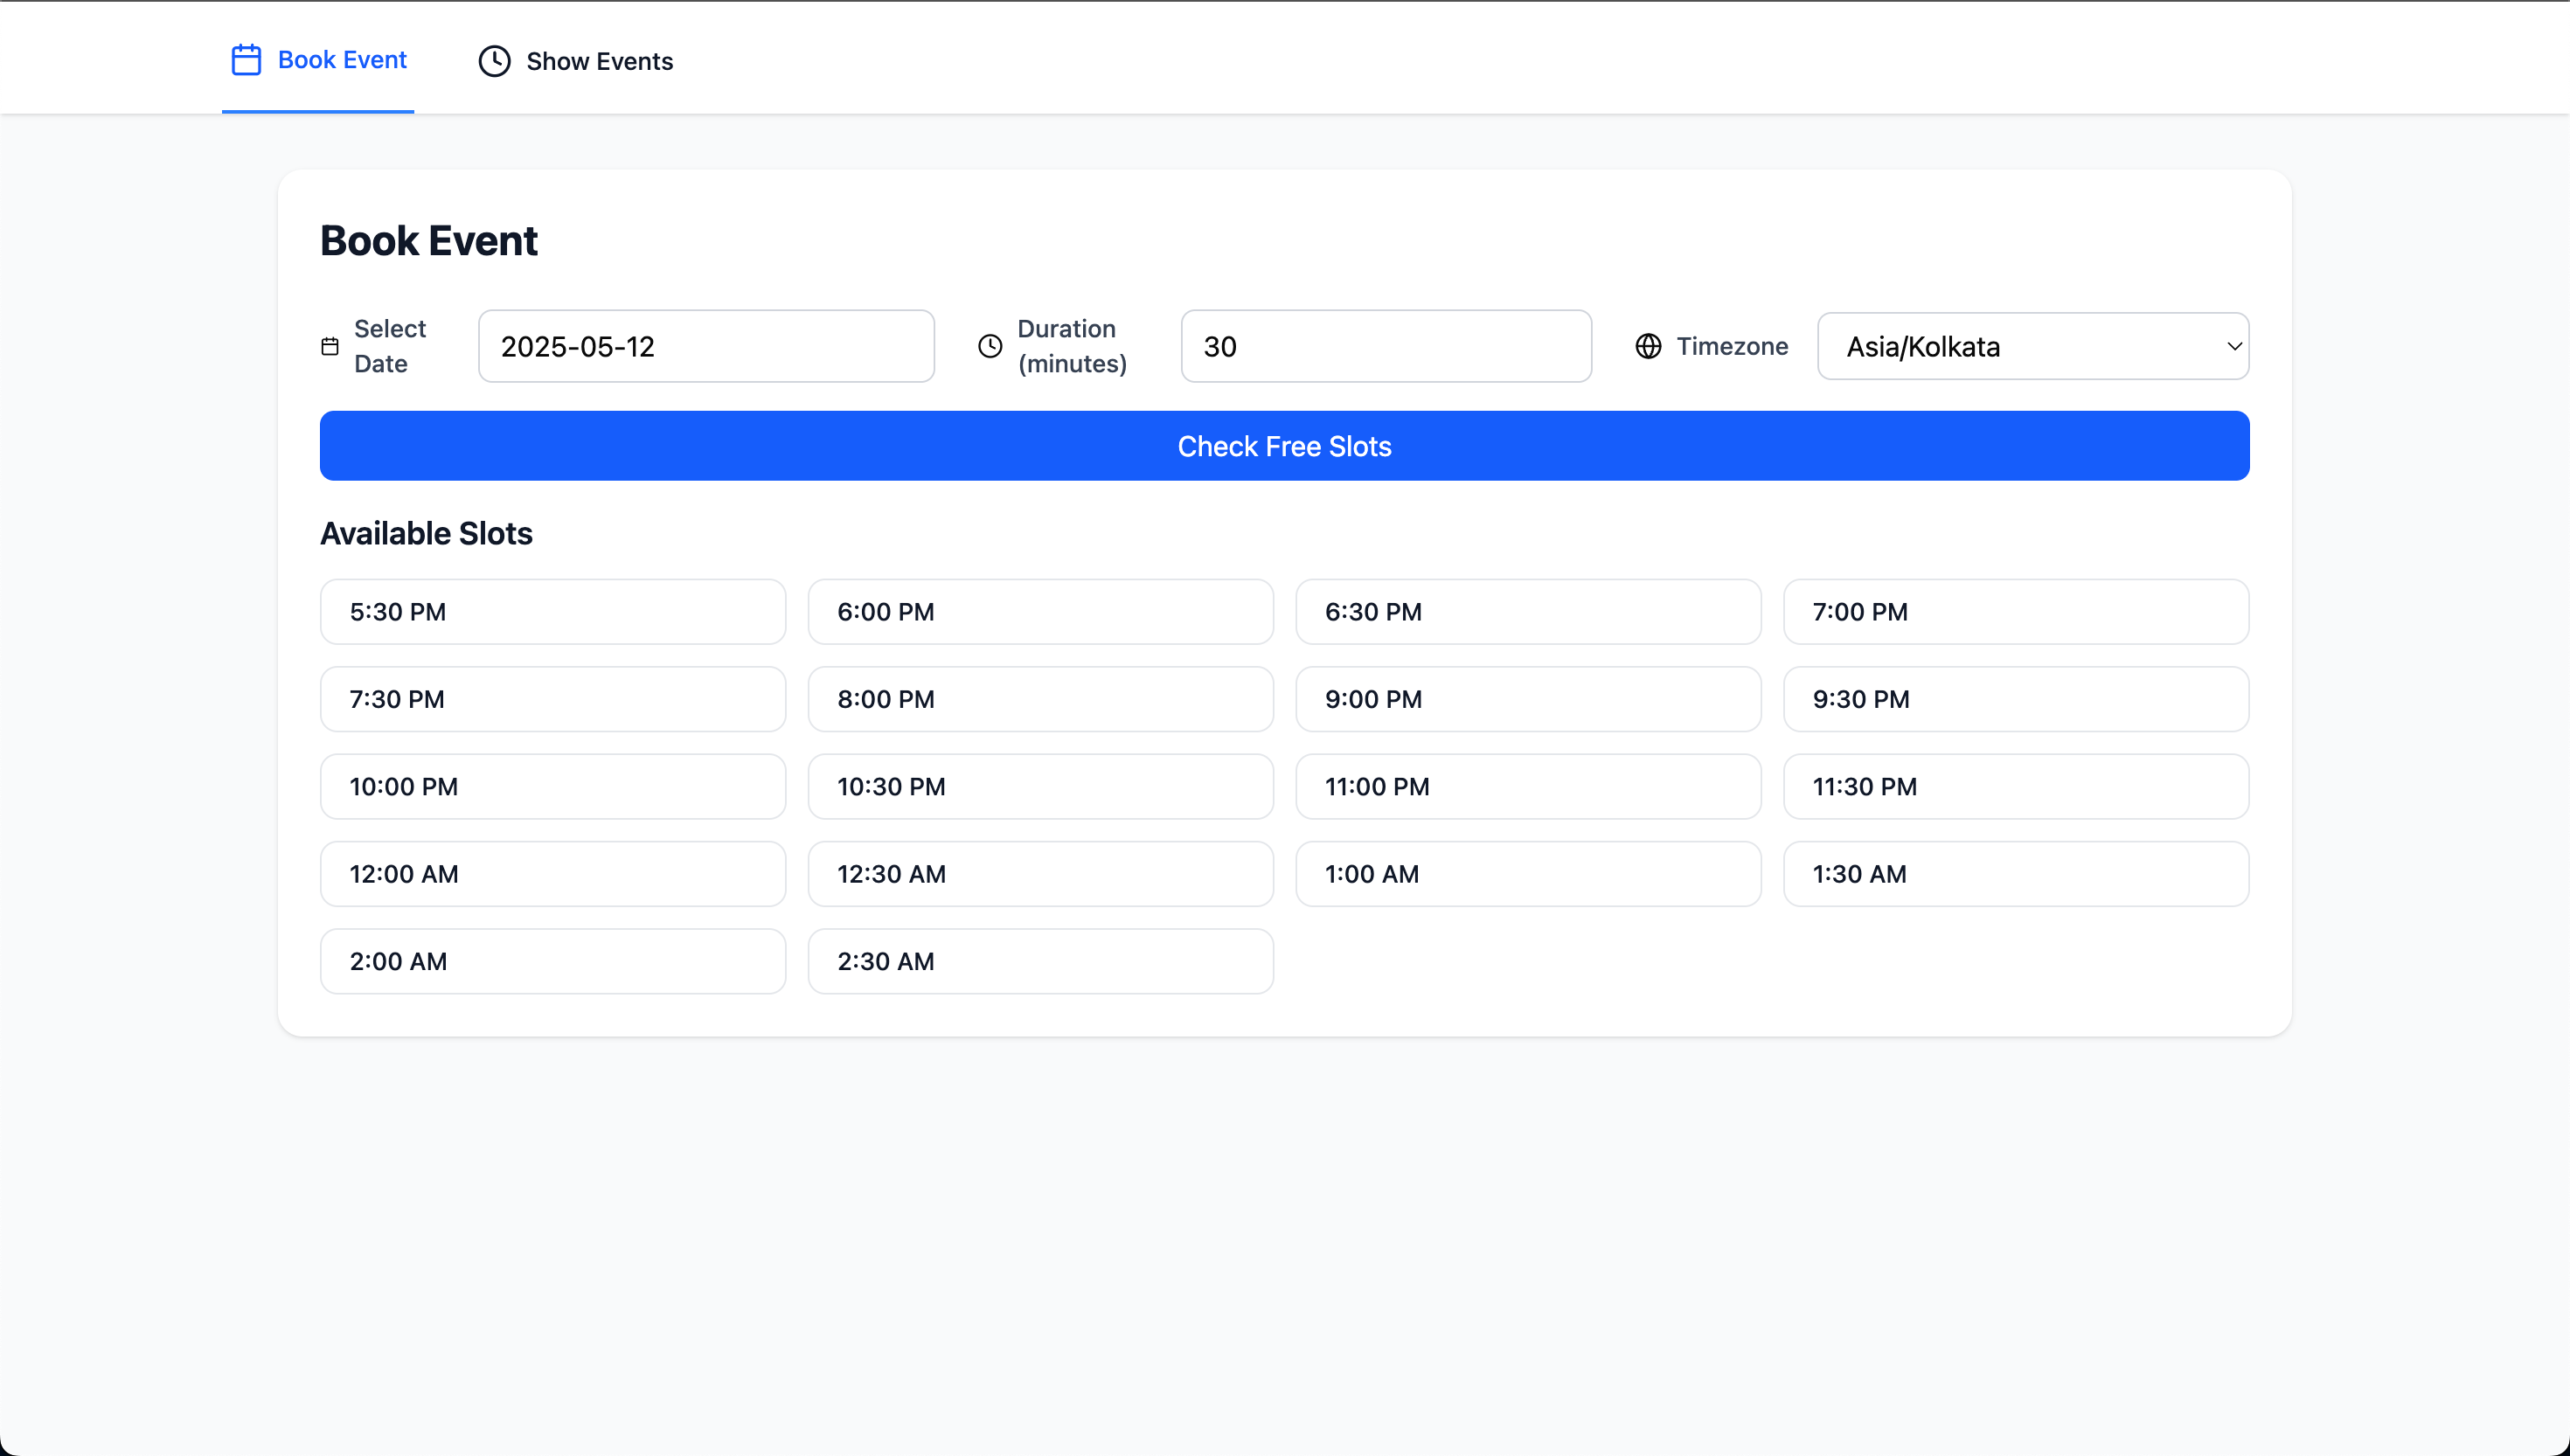 Book Event
Show Events
Book Event
Select
Date
2025-05-12
Duration
(minutes)
30
Timezone
Asia/Kolkata
Check Free Slots
Available Slots
5:30 PM
6:00 PM
6:30 PM
7:00 PM
7:30 PM
8:00 PM
9:00 PM
9:30 PM
10:00 PM
10:30 PM
11:00 PM
11:30 PM
12:00 AM
12:30 AM
1:00 AM
1:30 AM
2:00 AM
2:30 AM